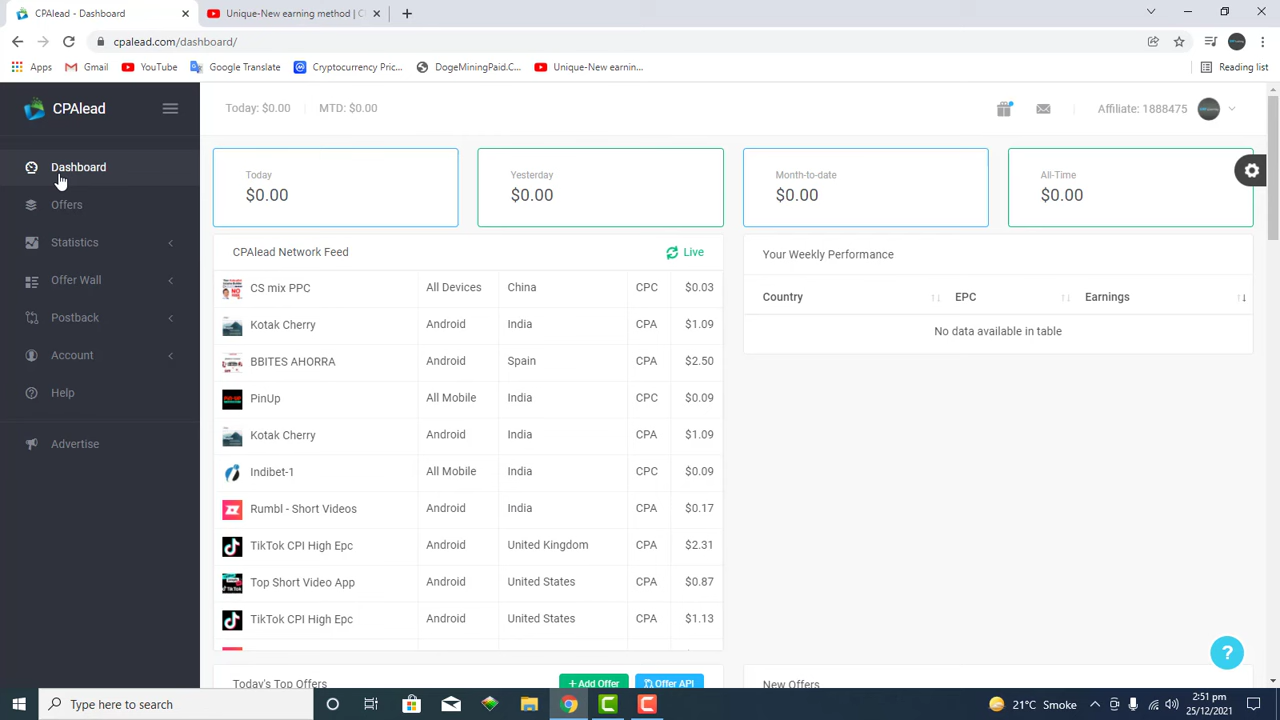 CPAlead - Dashboard
Unique-New earning method | C
cpalead.com/dashboard/
Apps
Gmail
YouTube
Google Translate
Cryptocurrency Pric...
DogeMiningPaid.C...
Unique-New earnin...
Reading list
CPAlead
Today: $0.00
MTD: $0.00
Affiliate: 1888475
Dashboard
Offers
Statistics
Offer Wall
Postback
Account
Help
Advertise
Today
$0.00
Yesterday
$0.00
Month-to-date
$0.00
All-Time
$0.00
CPAlead Network Feed
Live
CS mix PPC All Devices China CPC $0.03
Kotak Cherry Android India CPA $1.09
BBITES AHORRA Android Spain CPA $2.50
PinUp All Mobile India CPC $0.09
Kotak Cherry Android India CPA $1.09
Indibet-1 All Mobile India CPC $0.09
Rumbl - Short Videos Android India CPA $0.17
TikTok CPI High Epc Android United Kingdom CPA $2.31
Top Short Video App Android United States CPA $0.87
TikTok CPI High Epc Android United States CPA $1.13
Your Weekly Performance
Country EPC Earnings
No data available in table
Today's Top Offers
+ Add Offer
Offer API
New Offers
?
Type here to search
21°C Smoke
2:51 pm
25/12/2021